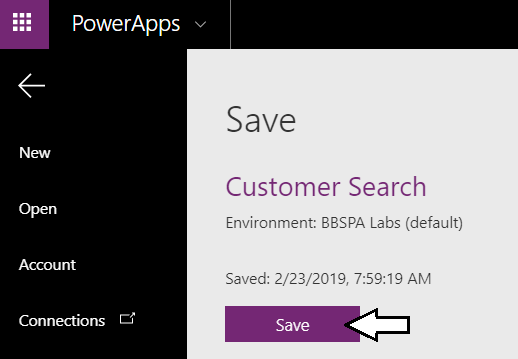 PowerApps
New
Open
Account
Connections
Save
Customer Search
Environment: BBSPA Labs (default)
Saved: 2/23/2019, 7:59:19 AM
Save